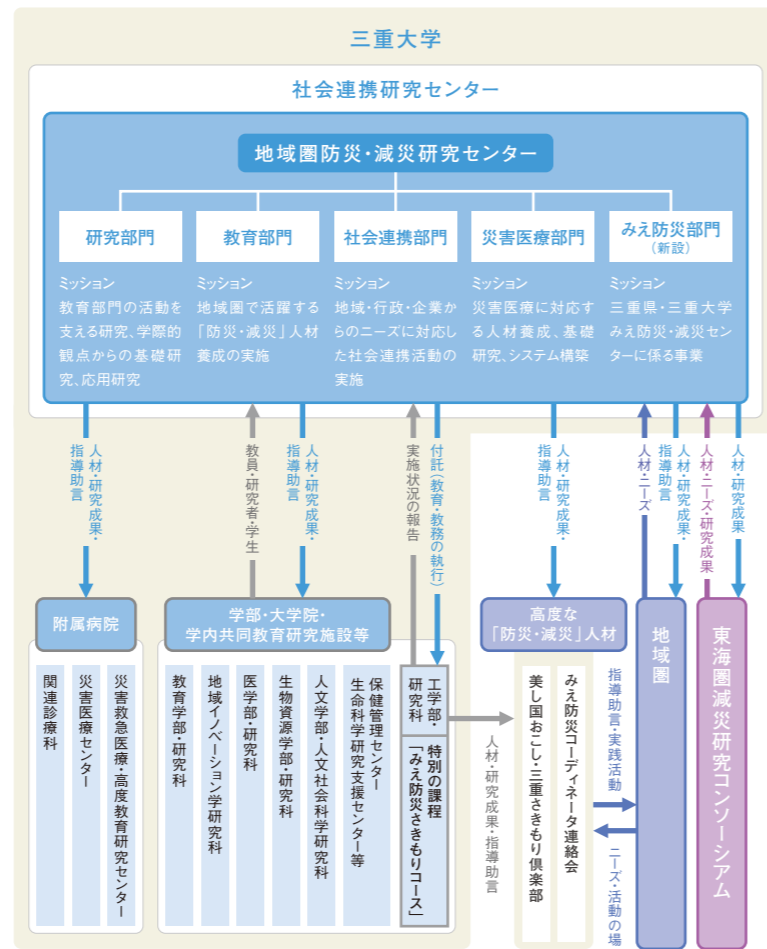 三重大学
社会連携研究センター
地域圏防災・減災研究センター
研究部門
ミッション
教育部門の活動を
支える研究、学際的
観点からの基礎研
究、応用研究
教育部門
ミッション
地域圏で活躍する
「防災・減災」人材
養成の実施
社会連携部門
ミッション
地域・行政・企業か
らのニーズに対応し
た社会連携活動の
実施
災害医療部門
ミッション
災害医療に対応す
る人材養成、基礎
研究、システム構築
みえ防災部門
(新設)
ミッション
三重県・三重大学
みえ防災・減災セン
ターに係る事業
人材・研究成果・
指導助言
教員・研究者・学生
人材・研究成果・
指導助言
実施状況の報告
付託(教育・教務の執行)
人材・研究成果・
指導助言
人材・ニーズ
人材・研究成果・
指導助言
人材・ニーズ・研究成果
人材・研究成果
附属病院
関連診療科
災害医療センター
災害救急医療・高度教育研究センター
学部・大学院・
学内共同教育研究施設等
教育学部・研究科
地域イノベーション学研究科
医学部・研究科
生物資源学部・研究科
人文学部・人文社会科学研究科
保健管理センター
生命科学研究支援センター等
工学部・
研究科
特別の課程
「みえ防災さきもりコース」
人材・研究成果・指導助言
高度な
「防災・減災」人材
みえ防災コーディネータ連絡会
美し国おこし・三重さきもり倶楽部
指導助言・実践活動
ニーズ・活動の場
地域圏
東海圏減災研究コンソーシアム